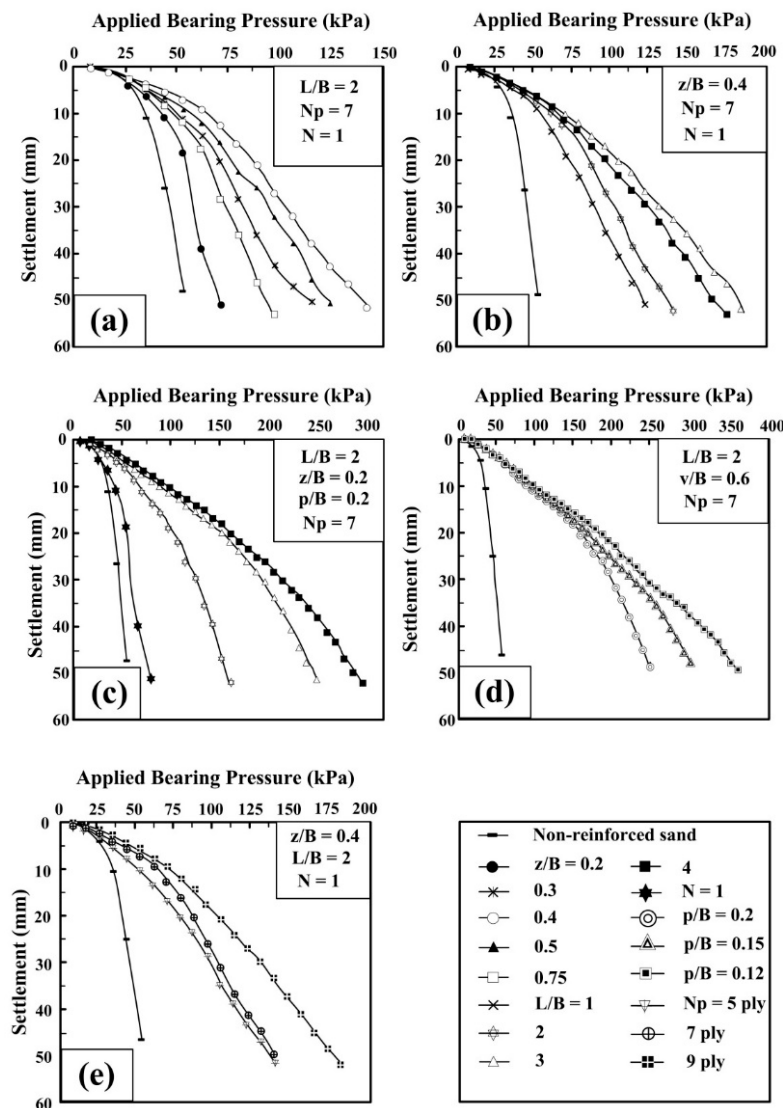 Applied Bearing Pressure (kPa)
0 25 50 75 100 125 150
Settlement (mm)
0
10
20
30
40
50
60
L/B = 2
Np = 7
N = 1
(a)
Applied Bearing Pressure (kPa)
0 25 50 75 100 125 150 175 200
Settlement (mm)
0
10
20
30
40
50
60
z/B = 0.4
Np = 7
N = 1
(b)
Applied Bearing Pressure (kPa)
0 50 100 150 200 250 300
Settlement (mm)
0
10
20
30
40
50
60
L/B = 2
z/B = 0.2
p/B = 0.2
Np = 7
(c)
Applied Bearing Pressure (kPa)
0 50 100 150 200 250 300 350 400
Settlement (mm)
0
10
20
30
40
50
60
L/B = 2
v/B = 0.6
Np = 7
(d)
Applied Bearing Pressure (kPa)
0 25 50 75 100 125 150 175 200
Settlement (mm)
0
10
20
30
40
50
60
z/B = 0.4
L/B = 2
N = 1
(e)
Non-reinforced sand
z/B = 0.2
0.3
0.4
0.5
0.75
L/B = 1
2
3
4
N = 1
p/B = 0.2
p/B = 0.15
p/B = 0.12
Np = 5 ply
7 ply
9 ply